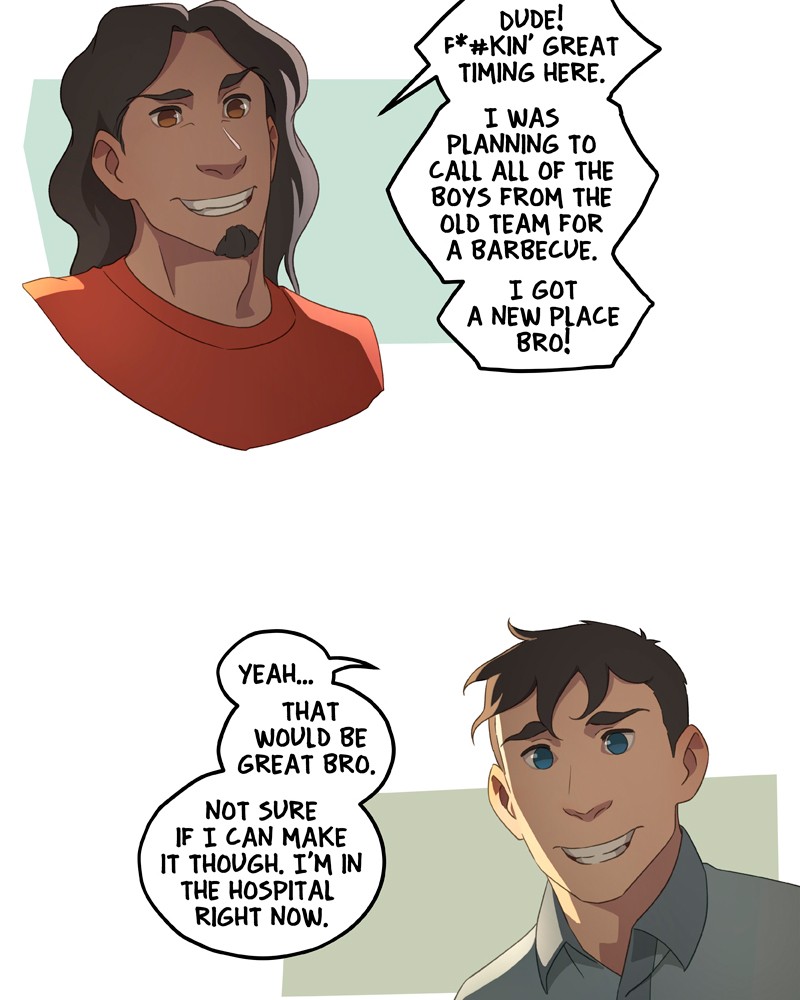 DUDE!
F*#KIN' GREAT
TIMING HERE.
I WAS
PLANNING TO
CALL ALL OF THE
BOYS FROM THE
OLD TEAM FOR
A BARBECUE.
I GOT
A NEW PLACE
BRO!
YEAH...
THAT
WOULD BE
GREAT BRO.
NOT SURE
IF I CAN MAKE
IT THOUGH. I'M IN
THE HOSPITAL
RIGHT NOW.